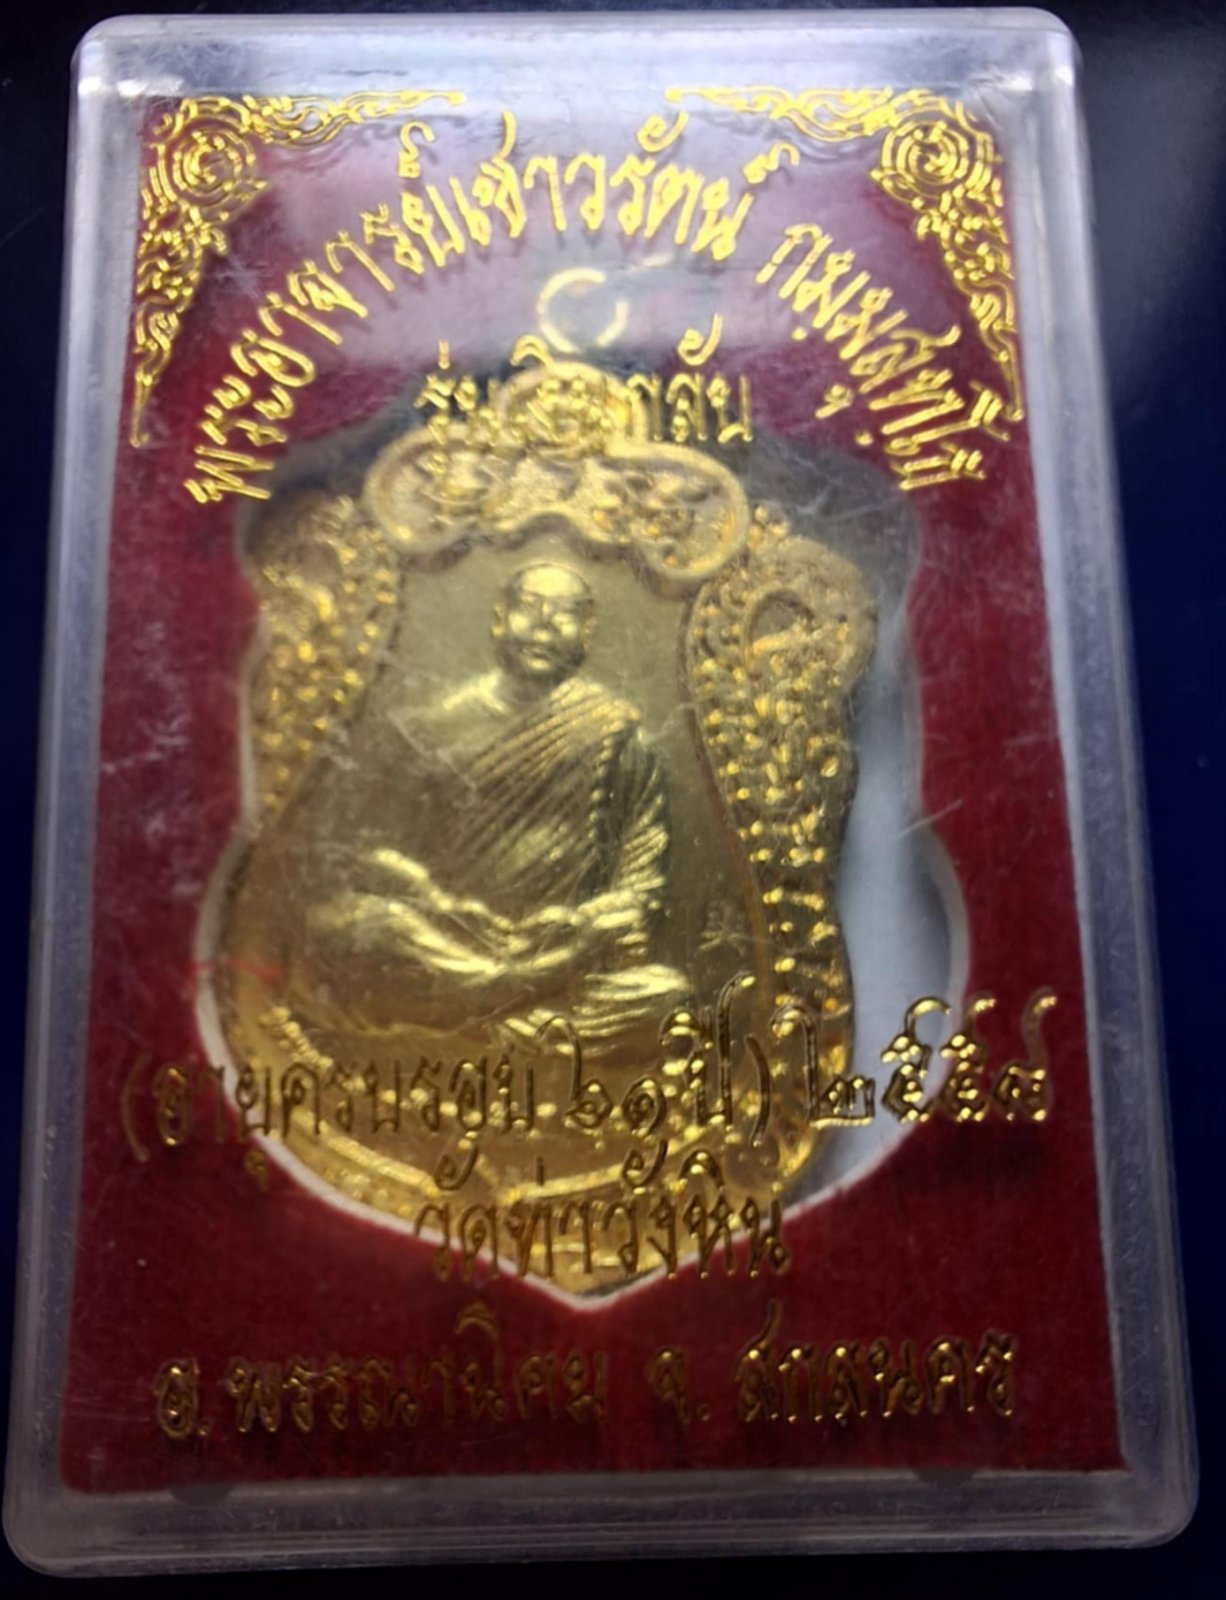 พระอาจารย์เชาวรัตน์ กมฺมสุทฺโธ
รุ่น
(อายุครบรอบ ๖๑ ปี) ๒๕๕๘
วัดท่าวังหิน
อ.พรรณานิคม จ. สกลนคร